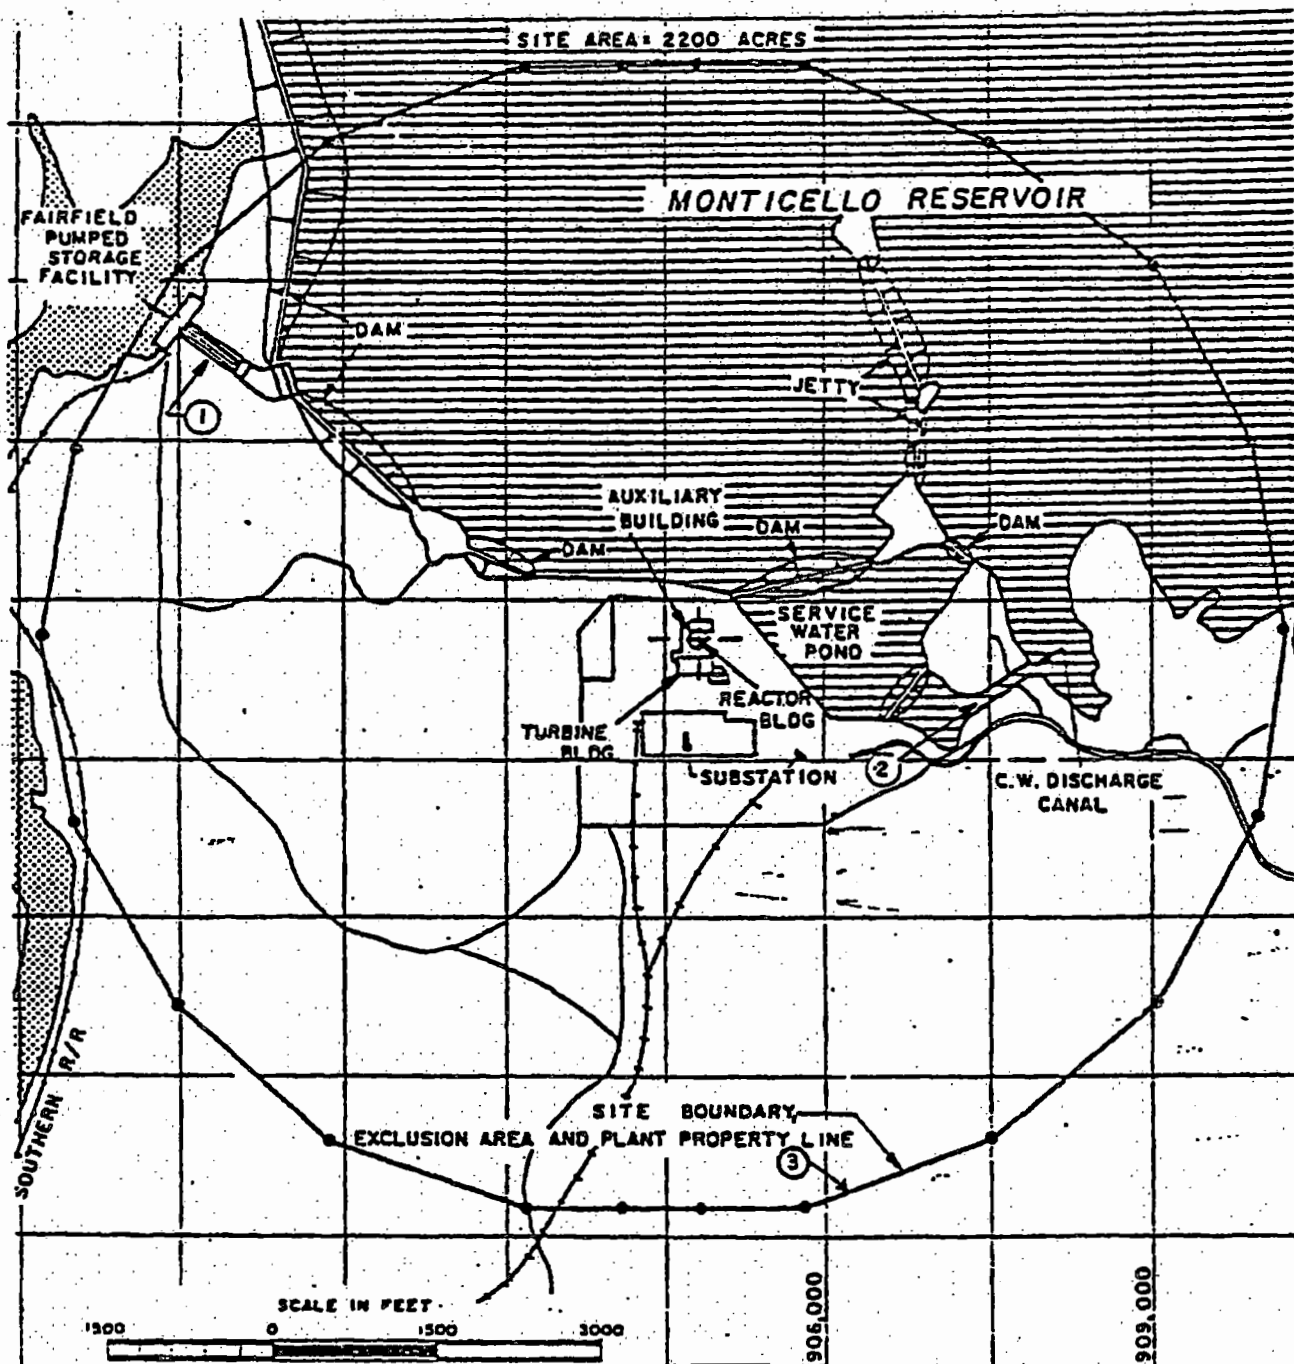 SITE AREA= 2200 ACRES
MONTICELLO RESERVOIR
FAIRFIELD
PUMPED
STORAGE
FACILITY
DAM
JETTY
1
AUXILIARY
BUILDING
DAM
DAM
DAM
SERVICE
WATER
POND
REACTOR
BLDG
TURBINE
BLDG
SUBSTATION
2
C.W. DISCHARGE
CANAL
SOUTHERN R/R
SITE BOUNDARY,
EXCLUSION AREA AND PLANT PROPERTY LINE
3
SCALE IN FEET
1500 0 1500 3000
906,000
909,000